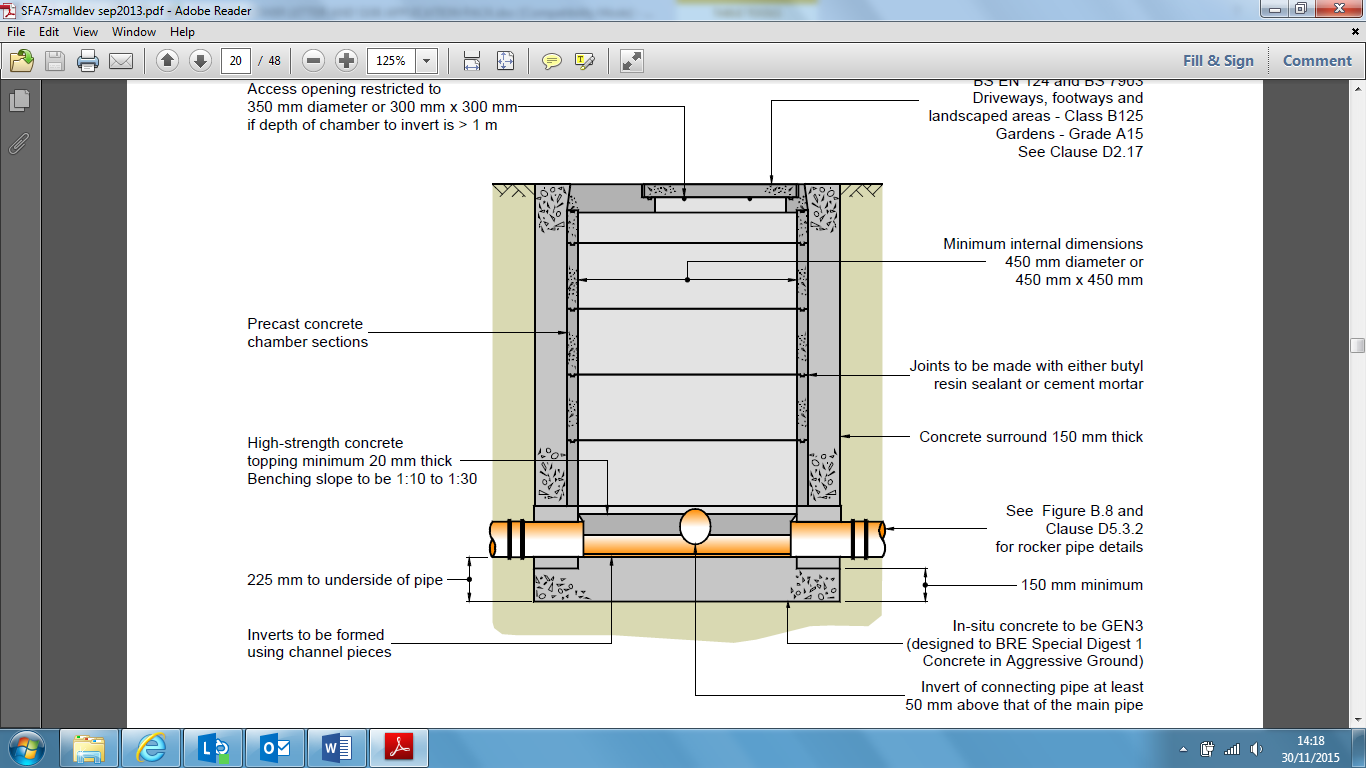 SFA7smalldev sep2013.pdf - Adobe Reader
File Edit View Window Help
20 / 48
125%
Fill & Sign
Comment
Access opening restricted to
350 mm diameter or 300 mm x 300 mm
if depth of chamber to invert is > 1 m
BS EN 124 and BS 7903
Driveways, footways and
landscaped areas - Class B125
Gardens - Grade A15
See Clause D2.17
Minimum internal dimensions
450 mm diameter or
450 mm x 450 mm
Precast concrete
chamber sections
Joints to be made with either butyl
resin sealant or cement mortar
High-strength concrete
topping minimum 20 mm thick
Benching slope to be 1:10 to 1:30
Concrete surround 150 mm thick
See Figure B.8 and
Clause D5.3.2
for rocker pipe details
225 mm to underside of pipe
150 mm minimum
Inverts to be formed
using channel pieces
In-situ concrete to be GEN3
(designed to BRE Special Digest 1
Concrete in Aggressive Ground)
Invert of connecting pipe at least
50 mm above that of the main pipe
14:18
30/11/2015